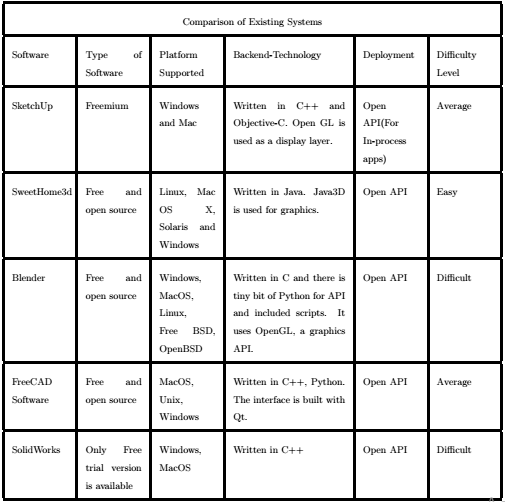 Comparison of Existing Systems
Software
Type of
Software
Platform
Supported
Backend-Technology
Deployment
Difficulty
Level
SketchUp
Freemium
Windows
and Mac
Written in C++ and
Objective-C. Open GL is
used as a display layer.
Open
API(For
In-process
apps)
Average
SweetHome3d
Free and
open source
Linux, Mac
OS X,
Solaris and
Windows
Written in Java. Java3D
is used for graphics.
Open API
Easy
Blender
Free and
open source
Windows,
MacOS,
Linux,
Free BSD,
OpenBSD
Written in C and there is
tiny bit of Python for API
and included scripts. It
uses OpenGL, a graphics
API.
Open API
Difficult
FreeCAD
Software
Free and
open source
MacOS,
Unix,
Windows
Written in C++, Python.
The interface is built with
Qt.
Open API
Average
SolidWorks
Only Free
trial version
is available
Windows,
MacOS
Written in C++
Open API
Difficult